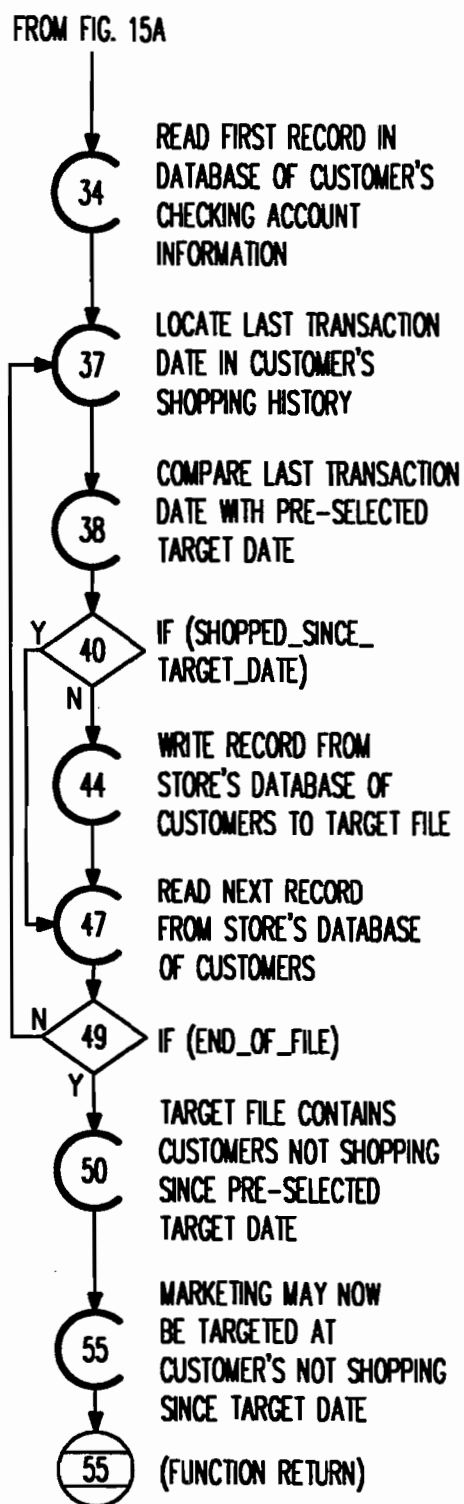 FROM FIG. 15A
34
READ FIRST RECORD IN
DATABASE OF CUSTOMER'S
CHECKING ACCOUNT
INFORMATION
37
LOCATE LAST TRANSACTION
DATE IN CUSTOMER'S
SHOPPING HISTORY
38
COMPARE LAST TRANSACTION
DATE WITH PRE-SELECTED
TARGET DATE
Y
40
N
IF (SHOPPED_SINCE_
TARGET_DATE)
44
WRITE RECORD FROM
STORE'S DATABASE OF
CUSTOMERS TO TARGET FILE
47
READ NEXT RECORD
FROM STORE'S DATABASE
OF CUSTOMERS
N
49
Y
IF (END_OF_FILE)
50
TARGET FILE CONTAINS
CUSTOMERS NOT SHOPPING
SINCE PRE-SELECTED
TARGET DATE
55
MARKETING MAY NOW
BE TARGETED AT
CUSTOMER'S NOT SHOPPING
SINCE TARGET DATE
55
(FUNCTION RETURN)